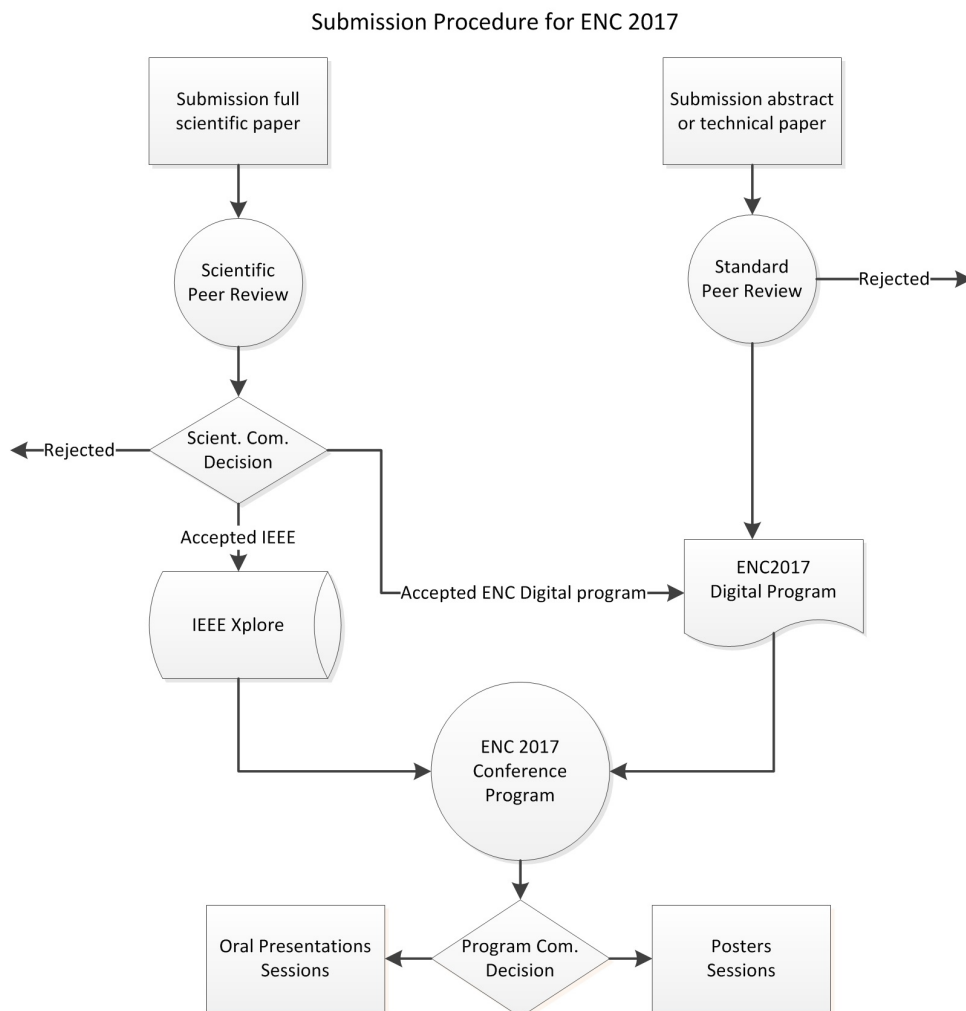 Submission Procedure for ENC 2017
Submission full
scientific paper
Submission abstract
or technical paper
Scientific
Peer Review
Standard
Peer Review
Rejected
Rejected
Scient. Com.
Decision
Accepted IEEE
IEEE Xplore
Accepted ENC Digital program
ENC2017
Digital Program
ENC 2017
Conference
Program
Oral Presentations
Sessions
Program Com.
Decision
Posters
Sessions